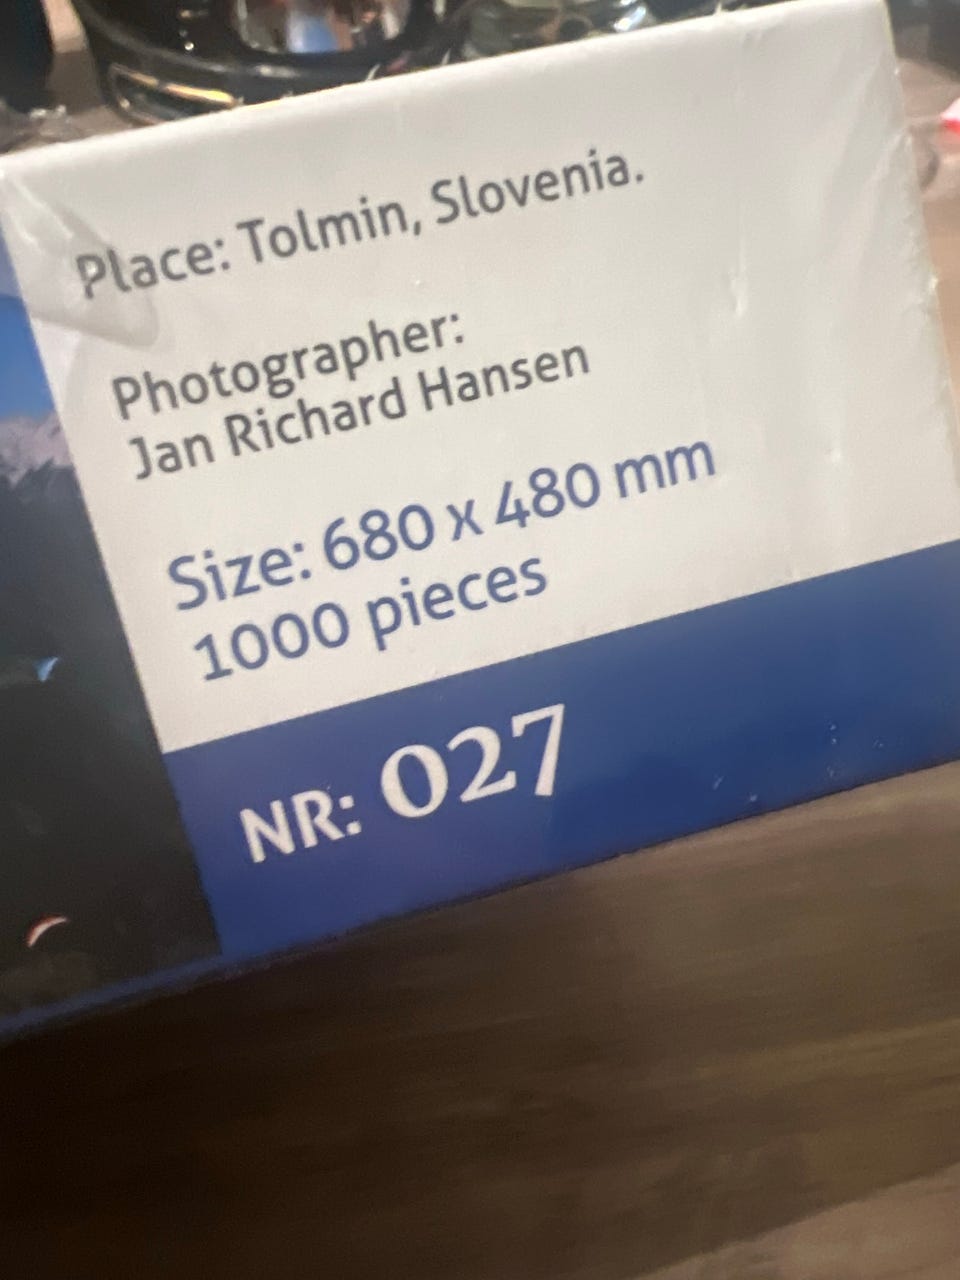 Place: Tolmin, Slovenia.
Photographer:
Jan Richard Hansen
Size: 680 x 480 mm
1000 pieces
NR: 027